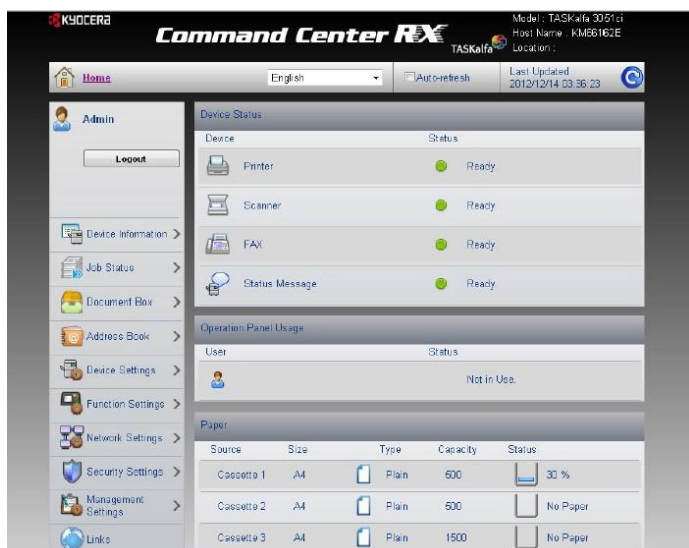 KYOCERA
Command Center RX
TASKalfa
Model : TASKalfa 3051ci
Host Name : KM66162E
Location :
Home
English
Auto-refresh
Last Updated :
2012/12/14 03:36:23
Admin
Logout
Device Information
Job Status
Document Box
Address Book
Device Settings
Function Settings
Network Settings
Security Settings
Management
Settings
Links
Device Status
Device Status
Printer Ready
Scanner Ready
FAX Ready
Status Message Ready
Operation Panel Usage
User Status
Not in Use.
Paper
Source Size Type Capacity Status
Cassette 1 A4 Plain 500 30 %
Cassette 2 A4 Plain 500 No Paper
Cassette 3 A4 Plain 1500 No Paper